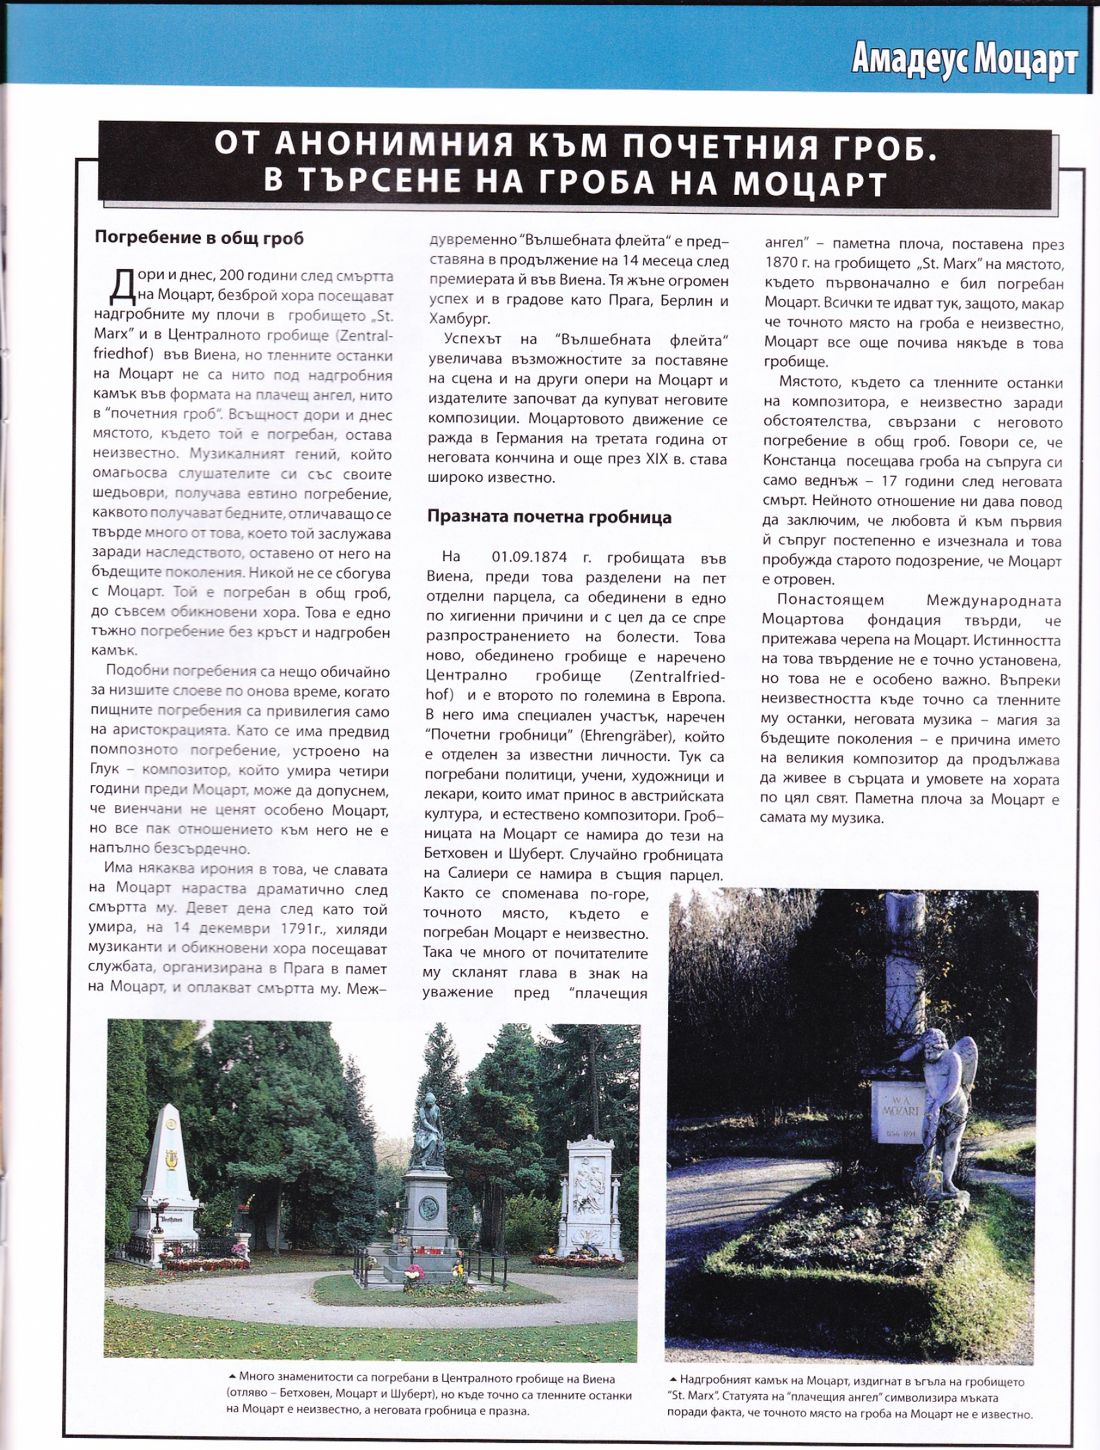 Амадеус Моцарт
ОТ АНОНИМНИЯ КЪМ ПОЧЕТНИЯ ГРОБ.
В ТЪРСЕНЕ НА ГРОБА НА МОЦАРТ
Погребение в общ гроб
Дори и днес, 200 години след смъртта
на Моцарт, безброй хора посещават
надгробните му плочи в гробището „St.
Marx” и в Централното гробище (Zentral-
friedhof) във Виена, но тленните останки
на Моцарт не са нито под надгробния
камък във формата на плачещ ангел, нито
в “почетния гроб”. Всъщност дори и днес
мястото, където той е погребан, остава
неизвестно. Музикалният гений, който
омагьосва слушателите си със своите
шедьоври, получава евтино погребение,
каквото получават бедните, отличаващо се
твърде много от това, което той заслужава
заради наследството, оставено от него на
бъдещите поколения. Никой не се сбогува
с Моцарт. Той е погребан в общ гроб,
до съвсем обикновени хора. Това е едно
тъжно погребение без кръст и надгробен
камък.
Подобни погребения са нещо обичайно
за низшите слоеве по онова време, когато
пищните погребения са привилегия само
на аристокрацията. Като се има предвид
помпозното погребение, устроено на
Глук – композитор, който умира четири
години преди Моцарт, може да допуснем,
че виенчани не ценят особено Моцарт,
но все пак отношението към него не е
напълно безсърдечно.
Има някаква ирония в това, че славата
на Моцарт нараства драматично след
смъртта му. Девет дена след като той
умира, на 14 декември 1791г., хиляди
музиканти и обикновени хора посещават
службата, организирана в Прага в памет
на Моцарт, и оплакват смъртта му. Меж–
дувременно “Вълшебната флейта“ е пред–
ставяна в продължение на 14 месеца след
премиерата ѝ във Виена. Тя жъне огромен
успех и в градове като Прага, Берлин и
Хамбург.
Успехът на “Вълшебната флейта“
увеличава възможностите за поставяне
на сцена и на други опери на Моцарт и
издателите започват да купуват неговите
композиции. Моцартовото движение се
ражда в Германия на третата година от
неговата кончина и още през XIX в. става
широко известно.
Празната почетна гробница
На 01.09.1874 г. гробищата във
Виена, преди това разделени на пет
отделни парцела, са обединени в едно
по хигиенни причини и с цел да се спре
разпространението на болести. Това
ново, обединено гробище е наречено
Централно гробище (Zentralfried-
hof) и е второто по големина в Европа.
В него има специален участък, наречен
“Почетни гробници” (Ehrengräber), който
е отделен за известни личности. Тук са
погребани политици, учени, художници и
лекари, които имат принос в австрийската
култура, и естествено композитори. Гроб–
ницата на Моцарт се намира до тези на
Бетховен и Шуберт. Случайно гробницата
на Салиери се намира в същия парцел.
Както се споменава по-горе,
точното място, където е
погребан Моцарт е неизвестно.
Така че много от почитателите
му скланят глава в знак на
уважение пред “плачещия
ангел” – паметна плоча, поставена през
1870 г. на гробището „St. Marx” на мястото,
където първоначално е бил погребан
Моцарт. Всички те идват тук, защото, макар
че точното място на гроба е неизвестно,
Моцарт все още почива някъде в това
гробище.
Мястото, където са тленните останки
на композитора, е неизвестно заради
обстоятелства, свързани с неговото
погребение в общ гроб. Говори се, че
Констанца посещава гроба на съпруга си
само веднъж – 17 години след неговата
смърт. Нейното отношение ни дава повод
да заключим, че любовта ѝ към първия
ѝ съпруг постепенно е изчезнала и това
пробужда старото подозрение, че Моцарт
е отровен.
Понастоящем Международната
Моцартова фондация твърди, че
притежава черепа на Моцарт. Истинността
на това твърдение не е точно установена,
но това не е особено важно. Въпреки
неизвестността къде точно са тленните
му останки, неговата музика – магия за
бъдещите поколения – е причина името
на великия композитор да продължава
да живее в сърцата и умовете на хората
по цял свят. Паметна плоча за Моцарт е
самата му музика.
Beethoven
W.A.
MOZART
1756–1791
Много знаменитости са погребани в Централното гробище на Виена
(отляво – Бетховен, Моцарт и Шуберт), но къде точно са тленните останки
на Моцарт е неизвестно, а неговата гробница е празна.
Надгробният камък на Моцарт, издигнат в ъгъла на гробището
“St. Marx”. Статуята на “плачещия ангел” символизира мъката
поради факта, че точното място на гроба на Моцарт не е известно.